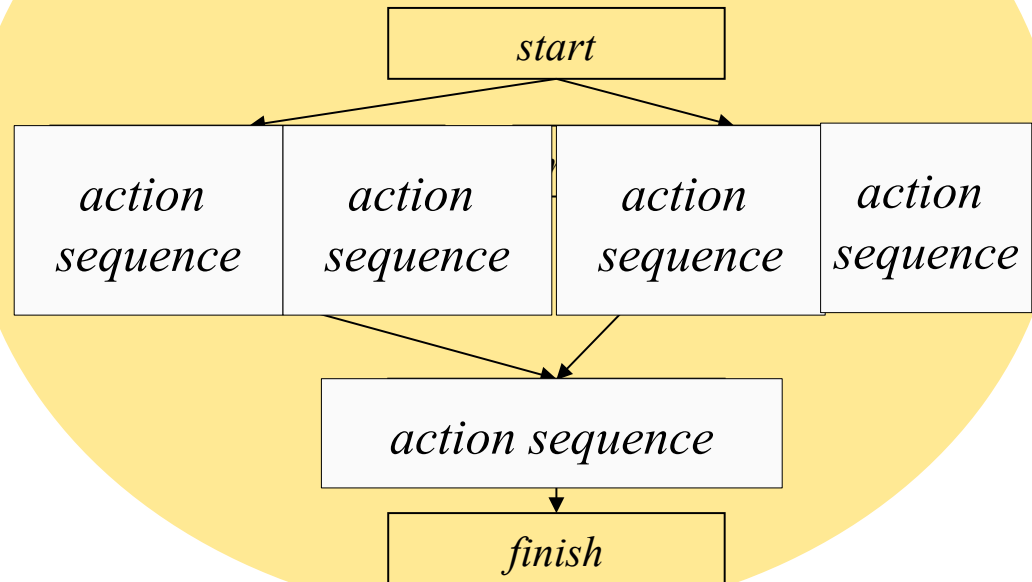 start
action
sequence
action
sequence
action
sequence
action
sequence
action sequence
finish